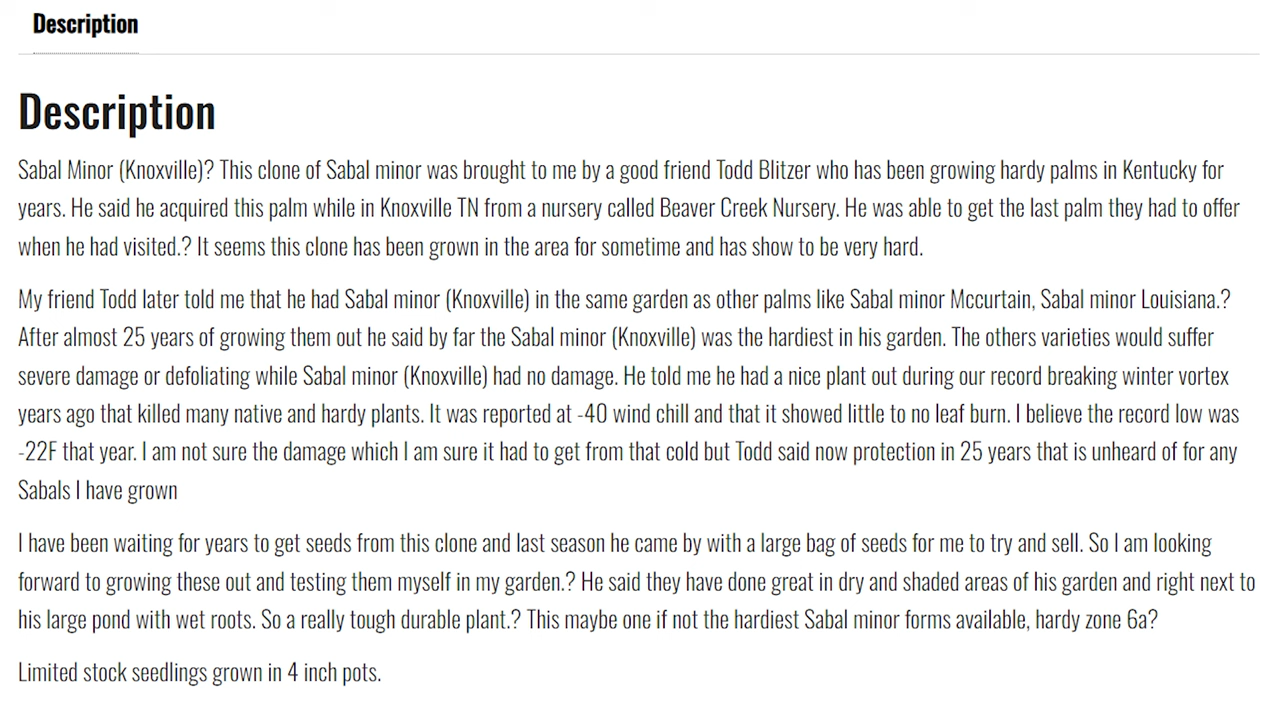 Description
Description
Sabal Minor (Knoxville)? This clone of Sabal minor was brought to me by a good friend Todd Blitzer who has been growing hardy palms in Kentucky for
years. He said he acquired this palm while in Knoxville TN from a nursery called Beaver Creek Nursery. He was able to get the last palm they had to offer
when he had visited.? It seems this clone has been grown in the area for sometime and has show to be very hard.
My friend Todd later told me that he had Sabal minor (Knoxville) in the same garden as other palms like Sabal minor Mccurtain, Sabal minor Louisiana.?
After almost 25 years of growing them out he said by far the Sabal minor (Knoxville) was the hardiest in his garden. The others varieties would suffer
severe damage or defoliating while Sabal minor (Knoxville) had no damage. He told me he had a nice plant out during our record breaking winter vortex
years ago that killed many native and hardy plants. It was reported at -40 wind chill and that it showed little to no leaf burn. I believe the record low was
-22F that year. I am not sure the damage which I am sure it had to get from that cold but Todd said now protection in 25 years that is unheard of for any
Sabals I have grown
I have been waiting for years to get seeds from this clone and last season he came by with a large bag of seeds for me to try and sell. So I am looking
forward to growing these out and testing them myself in my garden.? He said they have done great in dry and shaded areas of his garden and right next to
his large pond with wet roots. So a really tough durable plant.? This maybe one if not the hardiest Sabal minor forms available, hardy zone 6a?
Limited stock seedlings grown in 4 inch pots.